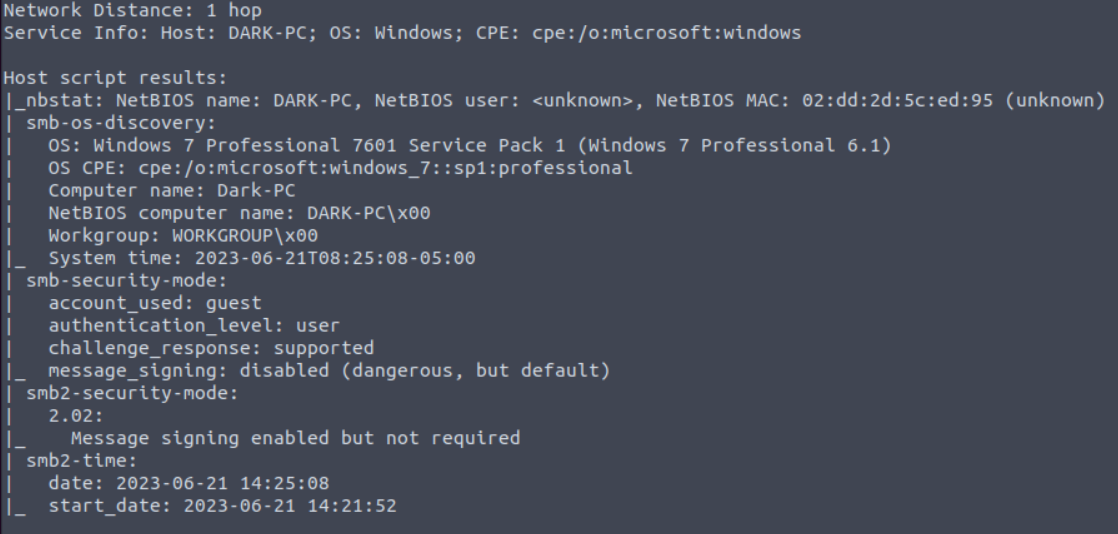 Network Distance: 1 hop
Service Info: Host: DARK-PC; OS: Windows; CPE: cpe:/o:microsoft:windows
Host script results:
|_nbstat: NetBIOS name: DARK-PC, NetBIOS user: <unknown>, NetBIOS MAC: 02:dd:2d:5c:ed:95 (unknown)
| smb-os-discovery:
|   OS: Windows 7 Professional 7601 Service Pack 1 (Windows 7 Professional 6.1)
|   OS CPE: cpe:/o:microsoft:windows_7::sp1:professional
|   Computer name: Dark-PC
|   NetBIOS computer name: DARK-PC\x00
|   Workgroup: WORKGROUP\x00
|_  System time: 2023-06-21T08:25:08-05:00
| smb-security-mode:
|   account_used: guest
|   authentication_level: user
|   challenge_response: supported
|_  message_signing: disabled (dangerous, but default)
| smb2-security-mode:
|   2.02:
|_    Message signing enabled but not required
| smb2-time:
|   date: 2023-06-21 14:25:08
|_  start_date: 2023-06-21 14:21:52